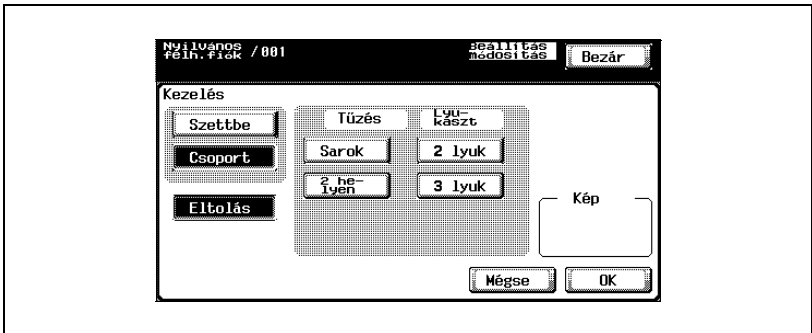 Nyilvános
félh.fiók /001
Beállítás
módosítás
Bezár
Kezelés
Szettbe
Csoport
Eltolás
Tűzés
Lyu-
kaszt
Sarok
2 lyuk
2 he-
lyen
3 lyuk
Kép
Mégse
OK